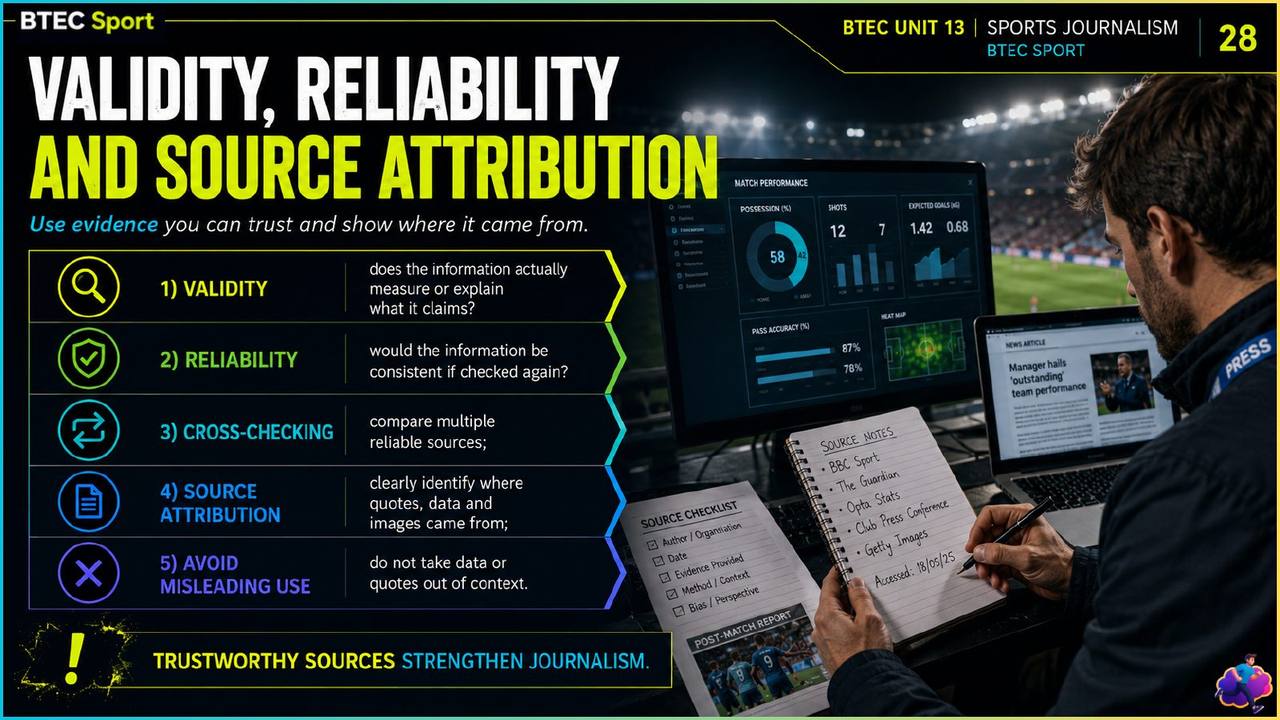 BTEC Sport
BTEC UNIT 13 | SPORTS JOURNALISM
BTEC SPORT
28
VALIDITY, RELIABILITY
AND SOURCE ATTRIBUTION
Use evidence you can trust and show where it came from.
1) VALIDITY
does the information actually
measure or explain
what it claims?
2) RELIABILITY
would the information be
consistent if checked again?
3) CROSS-CHECKING
compare multiple
reliable sources;
4) SOURCE
ATTRIBUTION
clearly identify where
quotes, data and
images came from;
5) AVOID
MISLEADING USE
do not take data or
quotes out of context.
!
TRUSTWORTHY SOURCES STRENGTHEN JOURNALISM.
MATCH PERFORMANCE
POSSESSION (%)
58
42
SHOTS
12 7
EXPECTED GOALS (xG)
1.42 0.68
PASS ACCURACY (%)
87%
78%
HEAT MAP
NEWS ARTICLE
Manager hails
'outstanding'
team performance
PRESS
SOURCE NOTES
• BBC Sport
• The Guardian
• Opta Stats
• Club Press Conference
• Getty Images
Accessed: 18/05/25
SOURCE CHECKLIST
Author / Organisation
Date
Evidence Provided
Method / Context
Bias / Perspective
POST-MATCH REPORT
9